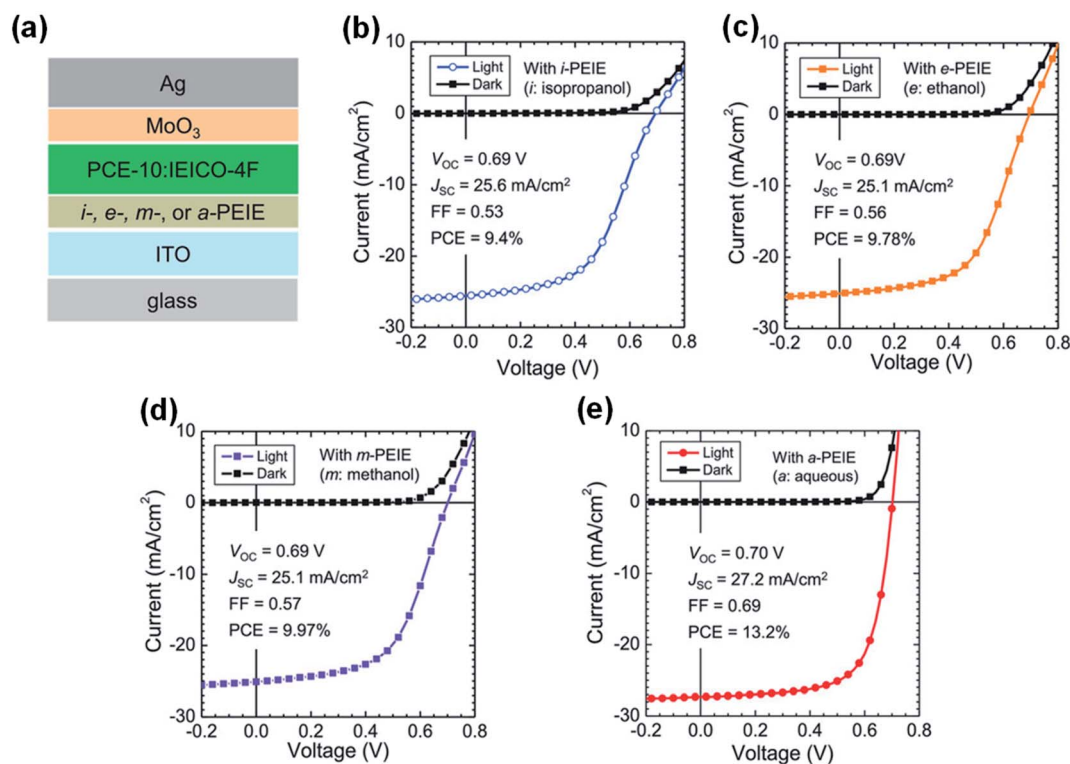 (a)
Ag
MoO₃
PCE-10:IEICO-4F
i-, e-, m-, or a-PEIE
ITO
glass
(b)
10
0
-10
-20
-30
Current (mA/cm²)
Light
Dark
With i-PEIE
(i: isopropanol)
V_OC = 0.69 V
J_SC = 25.6 mA/cm²
FF = 0.53
PCE = 9.4%
-0.2 0.0 0.2 0.4 0.6 0.8
Voltage (V)
(c)
10
0
-10
-20
-30
Current (mA/cm²)
Light
Dark
With e-PEIE
(e: ethanol)
V_OC = 0.69V
J_SC = 25.1 mA/cm²
FF = 0.56
PCE = 9.78%
-0.2 0.0 0.2 0.4 0.6 0.8
Voltage (V)
(d)
10
0
-10
-20
-30
Current (mA/cm²)
Light
Dark
With m-PEIE
(m: methanol)
V_OC = 0.69 V
J_SC = 25.1 mA/cm²
FF = 0.57
PCE = 9.97%
-0.2 0.0 0.2 0.4 0.6 0.8
Voltage (V)
(e)
10
0
-10
-20
-30
Current (mA/cm²)
Light
Dark
With a-PEIE
(a: aqueous)
V_OC = 0.70 V
J_SC = 27.2 mA/cm²
FF = 0.69
PCE = 13.2%
-0.2 0.0 0.2 0.4 0.6 0.8
Voltage (V)